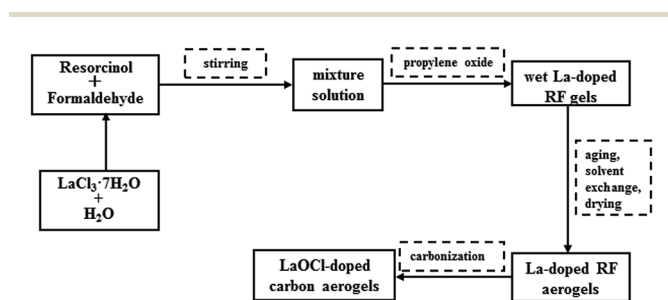 Resorcinol
+
Formaldehyde
stirring
mixture
solution
propylene oxide
wet La-doped
RF gels
LaCl₃·7H₂O
+
H₂O
aging,
solvent
exchange,
drying
La-doped RF
aerogels
carbonization
LaOCl-doped
carbon aerogels